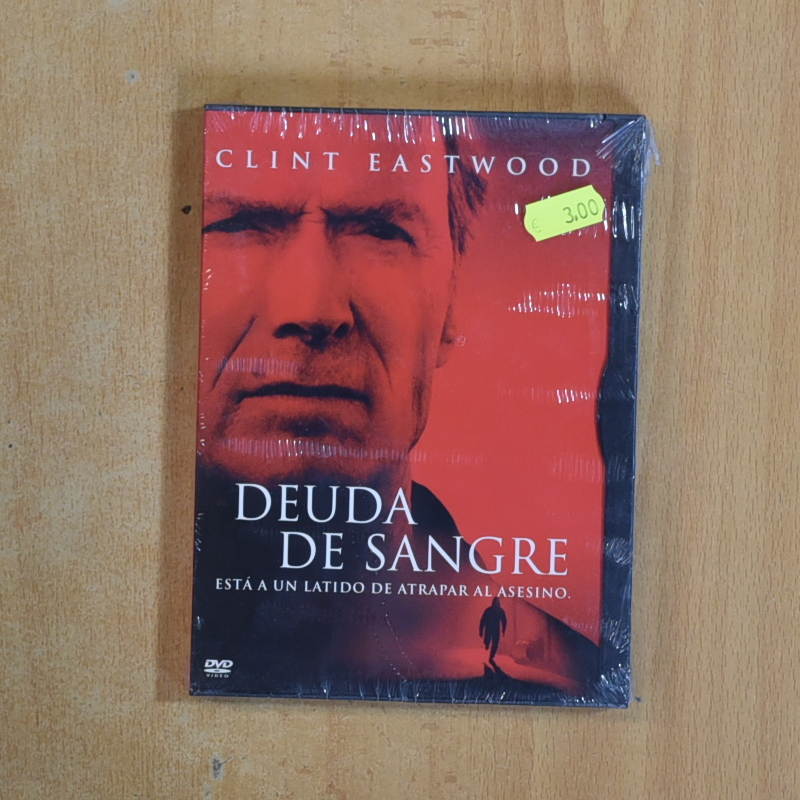 CLINT EASTWOOD
€ 3.00
DEUDA
DE SANGRE
ESTÁ A UN LATIDO DE ATRAPAR AL ASESINO.
DVD
VIDEO